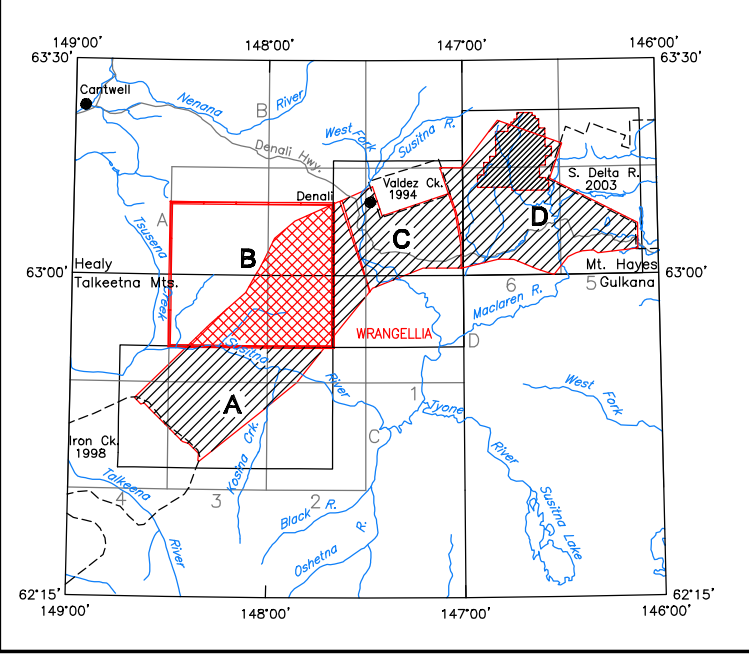 149°00' 148°00' 147°00' 146°00'
63°30' 63°30'
Cantwell
Nenana River
B
West Fork
Susitna R.
Denali Hwy.
S. Delta R.
2003
Valdez Ck.
1994
Denali
A
Tsusena Creek
B
C
D
Healy
Talkeetna Mts.
63°00' 63°00'
Mt. Hayes
Gulkana
6 5
Maclaren R.
WRANGELLIA
D
Susitna River
A
1
Tyone River
West Fork
C
Iron Ck.
1998
Kosina Crk.
Talkeetna River
4 3 2
Black R.
Oshetna R.
Susitna Lake
62°15' 62°15'
149°00' 148°00' 147°00' 146°00'